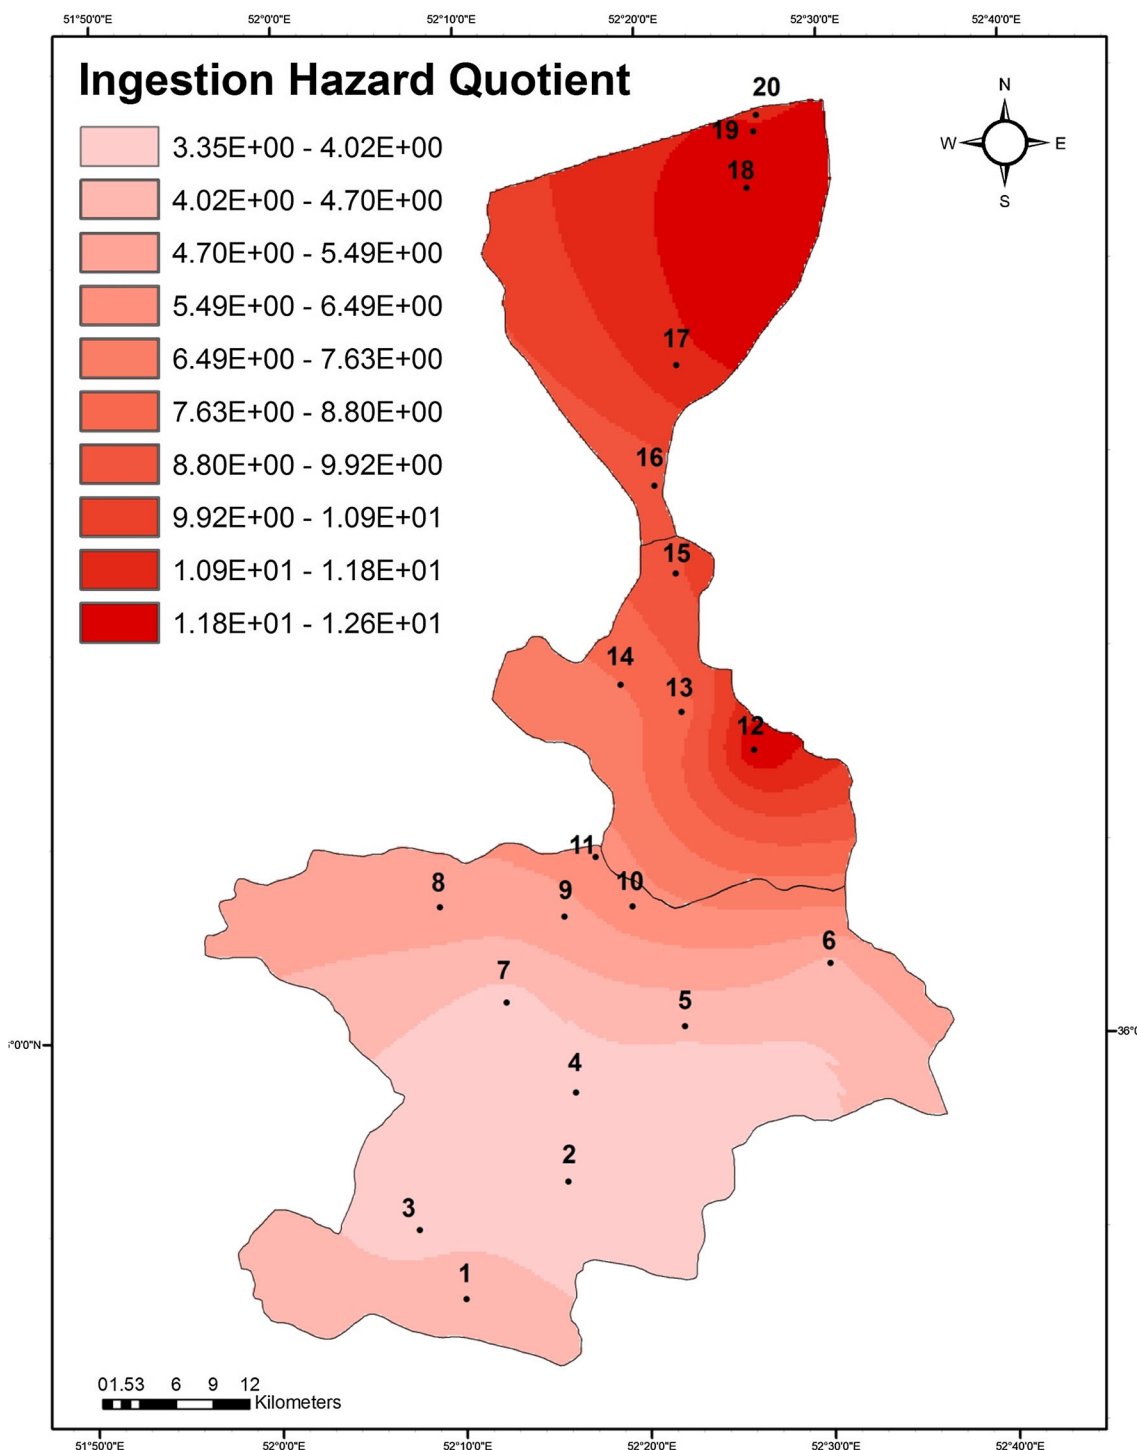 51°50'0"E 52°0'0"E 52°10'0"E 52°20'0"E 52°30'0"E 52°40'0"E
Ingestion Hazard Quotient
3.35E+00 - 4.02E+00
4.02E+00 - 4.70E+00
4.70E+00 - 5.49E+00
5.49E+00 - 6.49E+00
6.49E+00 - 7.63E+00
7.63E+00 - 8.80E+00
8.80E+00 - 9.92E+00
9.92E+00 - 1.09E+01
1.09E+01 - 1.18E+01
1.18E+01 - 1.26E+01
N
W E
S
20
19
18
17
16
15
14
13
12
11
10
9
8
6
7
5
4
2
3
1
°0'0"N
36°
01.53 6 9 12
Kilometers
51°50'0"E 52°0'0"E 52°10'0"E 52°20'0"E 52°30'0"E 52°40'0"E